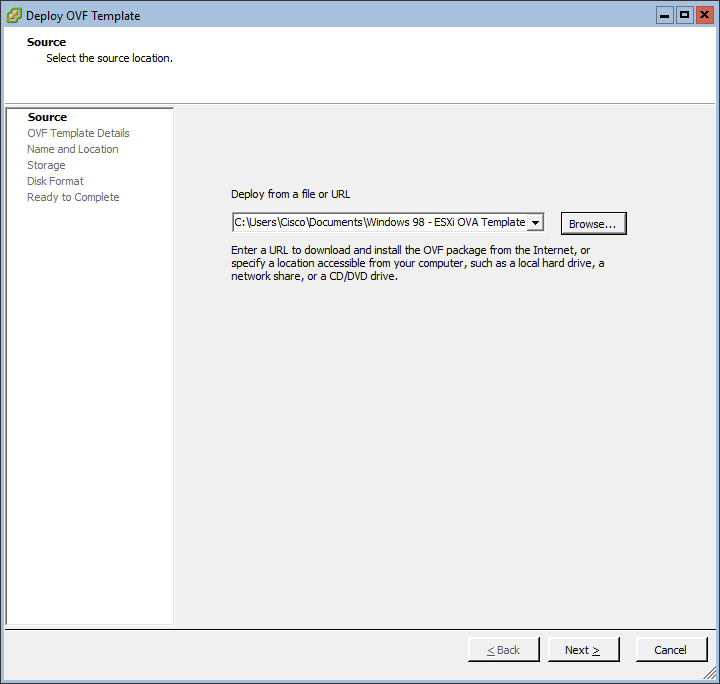 Deploy OVF Template
Source
Select the source location.
Source
OVF Template Details
Name and Location
Storage
Disk Format
Ready to Complete
Deploy from a file or URL
C:\Users\Cisco\Documents\Windows 98 - ESXi OVA Template
Browse...
Enter a URL to download and install the OVF package from the Internet, or
specify a location accessible from your computer, such as a local hard drive, a
network share, or a CD/DVD drive.
< Back
Next >
Cancel